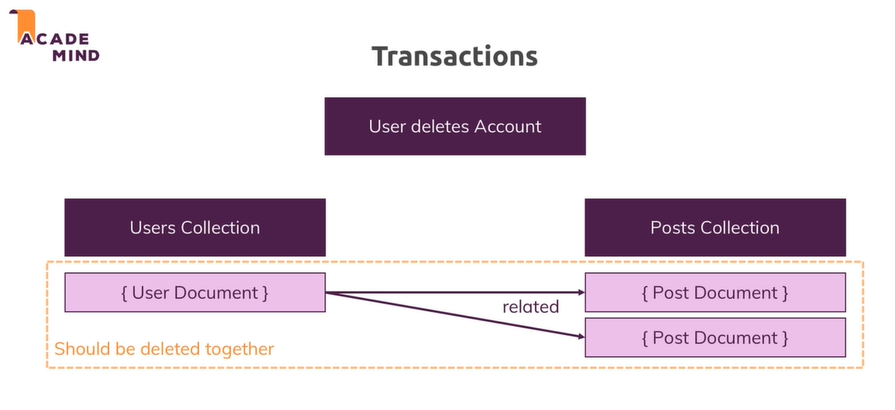 ACADE
MIND
Transactions
User deletes Account
Users Collection
Posts Collection
{ User Document }
{ Post Document }
related
{ Post Document }
Should be deleted together